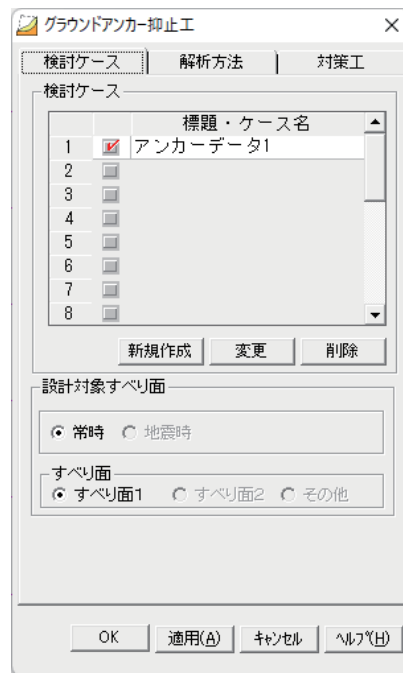 グラウンドアンカー抑止工
検討ケース 解析方法 対策工
検討ケース
標題・ケース名
1 アンカーデータ1
2
3
4
5
6
7
8
新規作成 変更 削除
設計対象すべり面
常時 地震時
すべり面
すべり面1 すべり面2 その他
OK 適用(A) キャンセル ヘルプ(H)